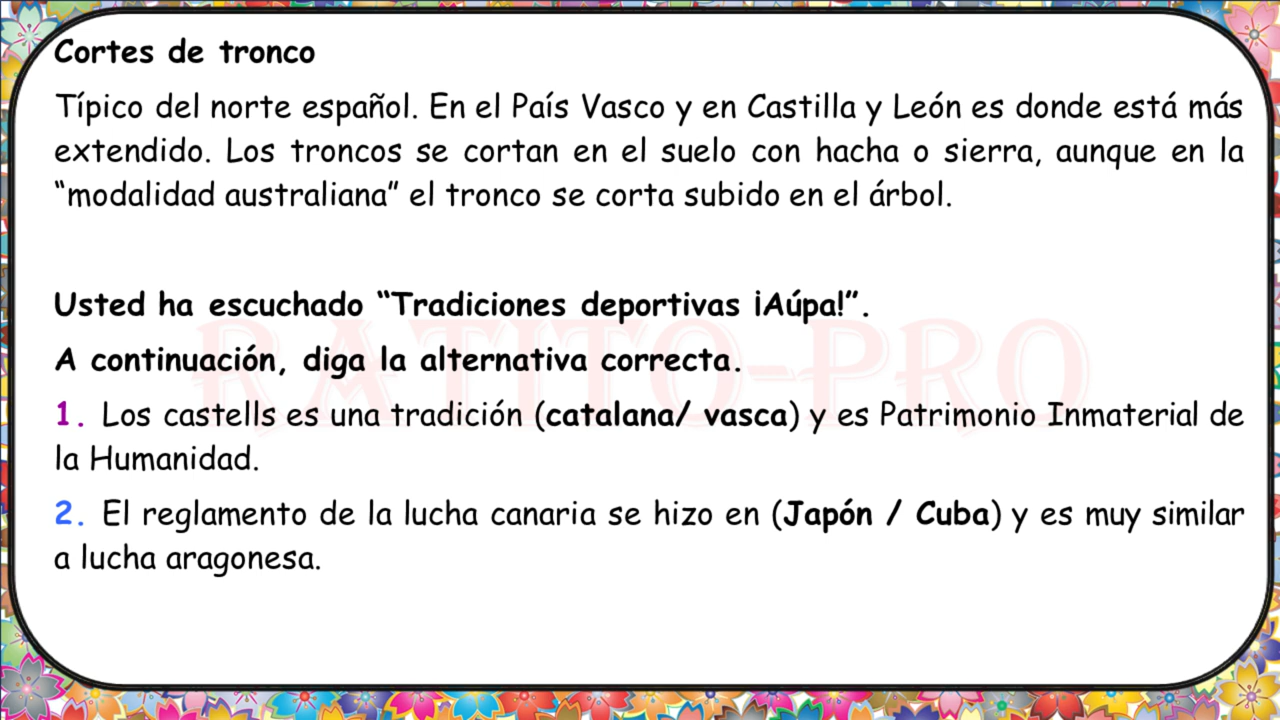 Cortes de tronco
Típico del norte español. En el País Vasco y en Castilla y León es donde está más
extendido. Los troncos se cortan en el suelo con hacha o sierra, aunque en la
“modalidad australiana” el tronco se corta subido en el árbol.
Usted ha escuchado “Tradiciones deportivas ¡Aúpa!”.
A continuación, diga la alternativa correcta.
RATITO-PRO
1. Los castells es una tradición (catalana/ vasca) y es Patrimonio Inmaterial de
la Humanidad.
2. El reglamento de la lucha canaria se hizo en (Japón / Cuba) y es muy similar
a lucha aragonesa.